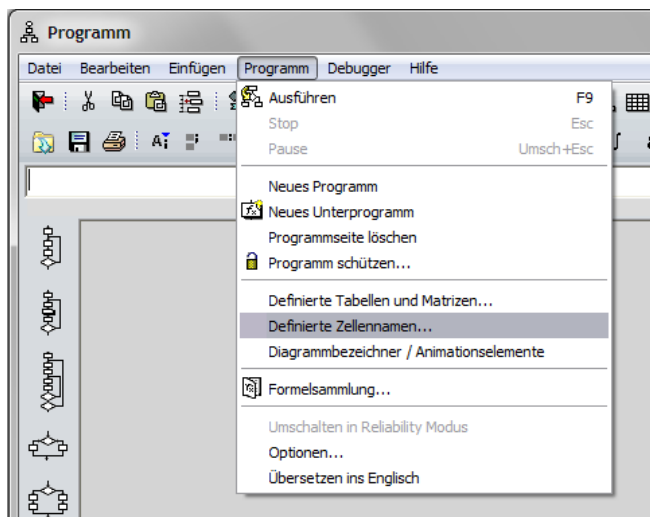 Programm
Datei Bearbeiten Einfügen Programm Debugger Hilfe
Ausführen F9
Stop Esc
Pause Umsch+Esc
Neues Programm
Neues Unterprogramm
Programmseite löschen
Programm schützen...
Definierte Tabellen und Matrizen...
Definierte Zellennamen...
Diagrammbezeichner / Animationselemente
Formelsammlung...
Umschalten in Reliability Modus
Optionen...
Übersetzen ins Englisch